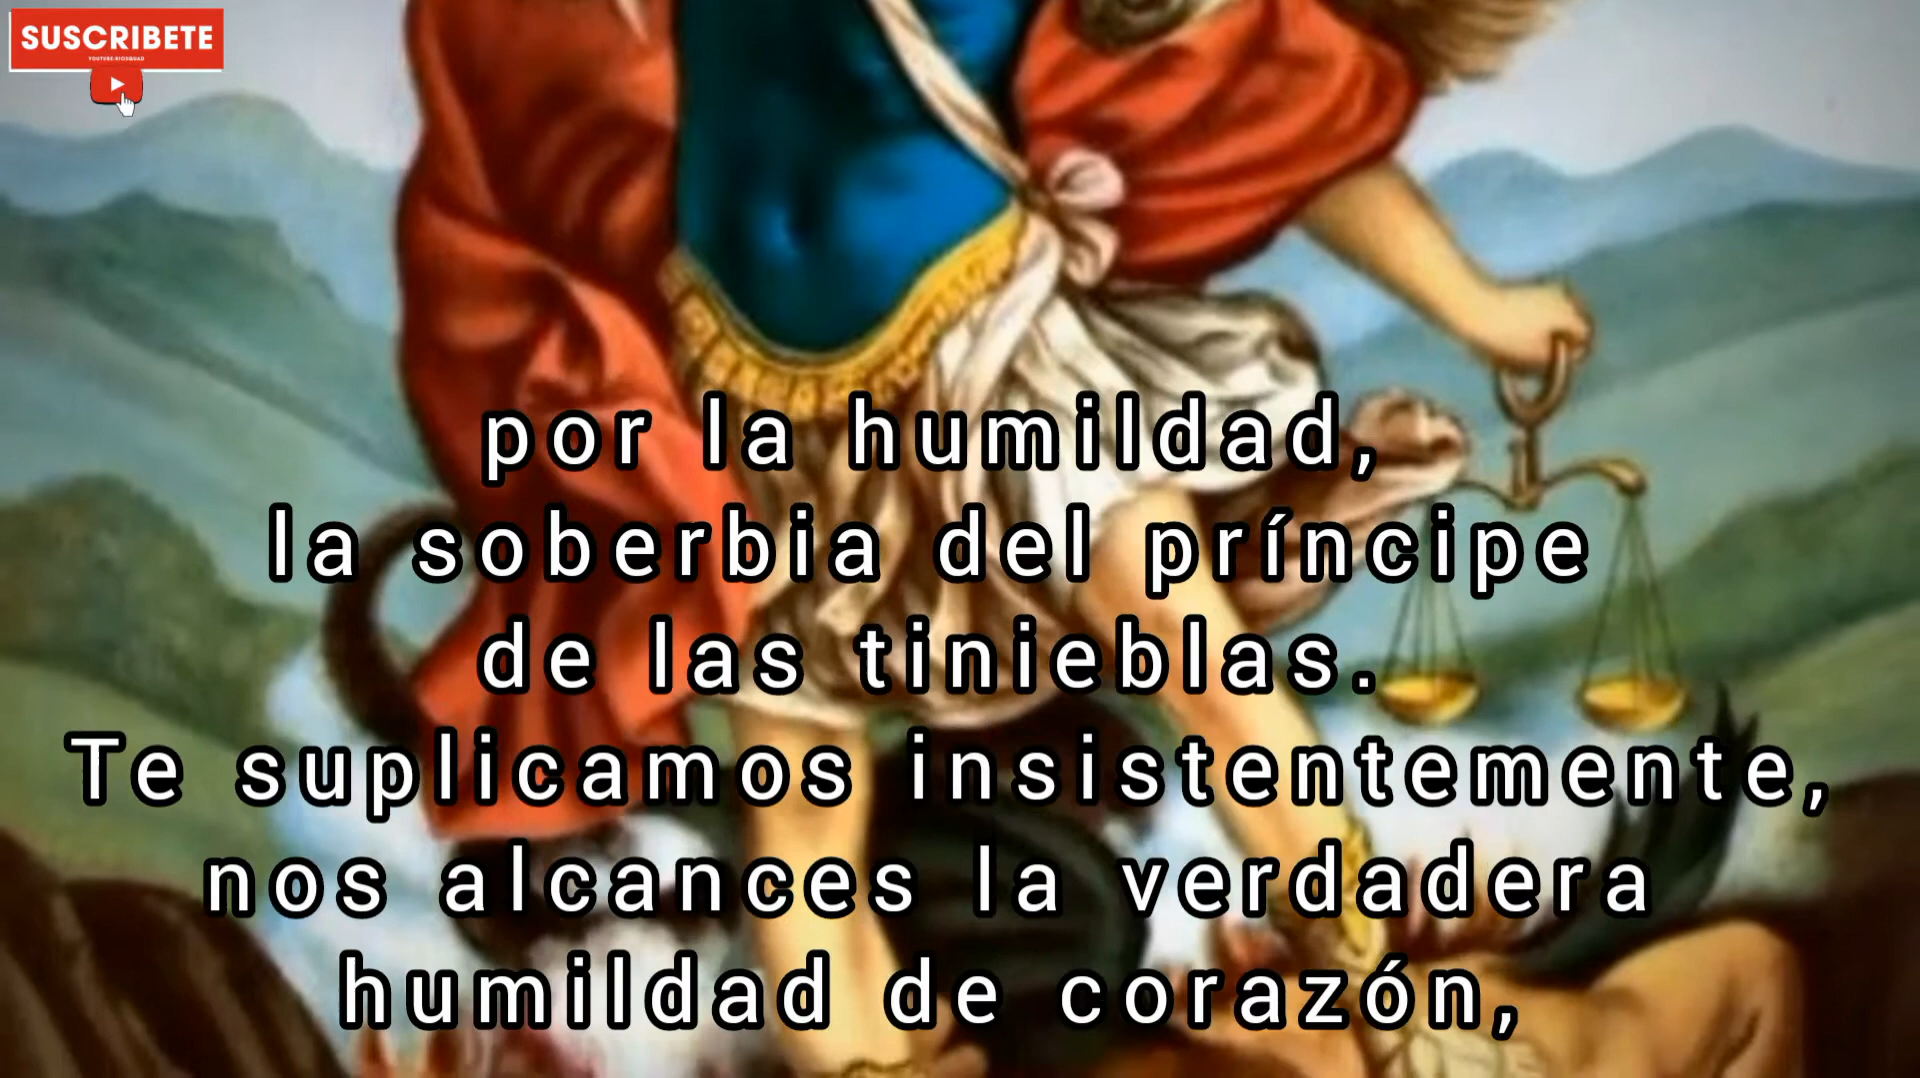 SUSCRIBETE
por la humildad,
la soberbia del príncipe
de las tinieblas.
Te suplicamos insistentemente,
nos alcances la verdadera
humildad de corazón,